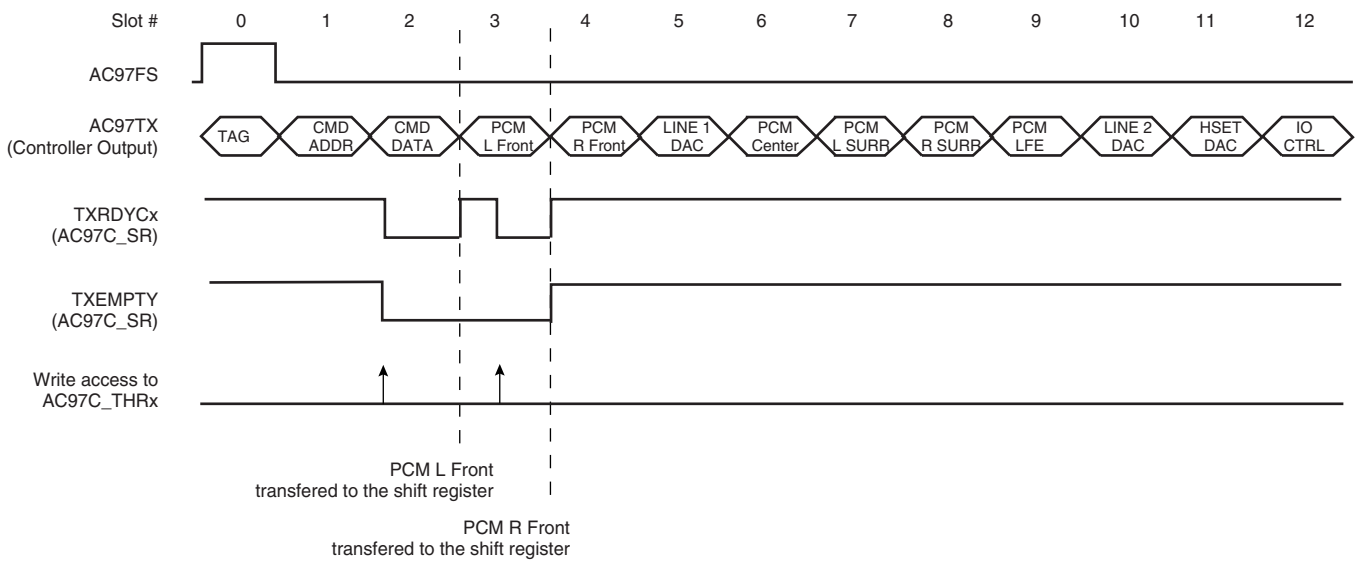 Slot # 0 1 2 3 4 5 6 7 8 9 10 11 12
AC97FS
AC97TX
(Controller Output)
TAG
CMD
ADDR
CMD
DATA
PCM
L Front
PCM
R Front
LINE 1
DAC
PCM
Center
PCM
L SURR
PCM
R SURR
PCM
LFE
LINE 2
DAC
HSET
DAC
IO
CTRL
TXRDYCx
(AC97C_SR)
TXEMPTY
(AC97C_SR)
Write access to
AC97C_THRx
PCM L Front
transfered to the shift register
PCM R Front
transfered to the shift register